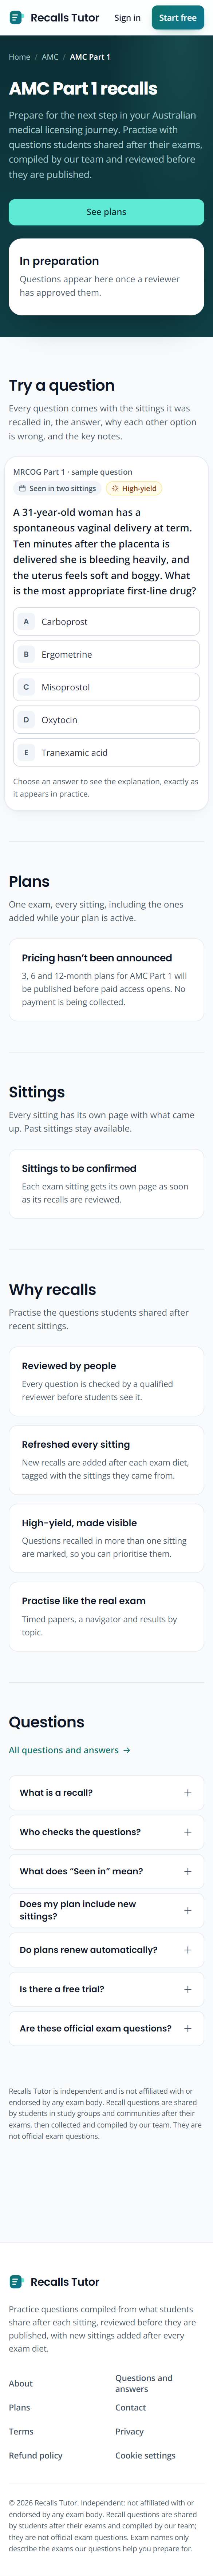 Recalls Tutor
Sign in
Start free
Home / AMC / AMC Part 1
AMC Part 1 recalls
Prepare for the next step in your Australian
medical licensing journey. Practise with
questions students shared after their exams,
compiled by our team and reviewed before
they are published.
See plans
In preparation
Questions appear here once a reviewer
has approved them.
Try a question
Every question comes with the sittings it was
recalled in, the answer, why each other option
is wrong, and the key notes.
MRCOG Part 1 · sample question
Seen in two sittings
High-yield
A 31-year-old woman has a
spontaneous vaginal delivery at term.
Ten minutes after the placenta is
delivered she is bleeding heavily, and
the uterus feels soft and boggy. What
is the most appropriate first-line drug?
A Carboprost
B Ergometrine
C Misoprostol
D Oxytocin
E Tranexamic acid
Choose an answer to see the explanation, exactly as
it appears in practice.
Plans
One exam, every sitting, including the ones
added while your plan is active.
Pricing hasn’t been announced
3, 6 and 12-month plans for AMC Part 1 will
be published before paid access opens. No
payment is being collected.
Sittings
Every sitting has its own page with what came
up. Past sittings stay available.
Sittings to be confirmed
Each exam sitting gets its own page as soon
as its recalls are reviewed.
Why recalls
Practise the questions students shared after
recent sittings.
Reviewed by people
Every question is checked by a qualified
reviewer before students see it.
Refreshed every sitting
New recalls are added after each exam diet,
tagged with the sittings they came from.
High-yield, made visible
Questions recalled in more than one sitting
are marked, so you can prioritise them.
Practise like the real exam
Timed papers, a navigator and results by
topic.
Questions
All questions and answers →
What is a recall?
Who checks the questions?
What does “Seen in” mean?
Does my plan include new
sittings?
Do plans renew automatically?
Is there a free trial?
Are these official exam questions?
Recalls Tutor is independent and is not affiliated with or
endorsed by any exam body. Recall questions are shared
by students in study groups and communities after their
exams, then collected and compiled by our team. They are
not official exam questions.
Recalls Tutor
Practice questions compiled from what students
share after each sitting, reviewed before they are
published, with new sittings added after every
exam diet.
About
Questions and
answers
Plans
Contact
Terms
Privacy
Refund policy
Cookie settings
© 2026 Recalls Tutor. Independent: not affiliated with or
endorsed by any exam body. Recall questions are shared
by students after their exams and compiled by our team;
they are not official exam questions. Exam names only
describe the exams our questions help you prepare for.